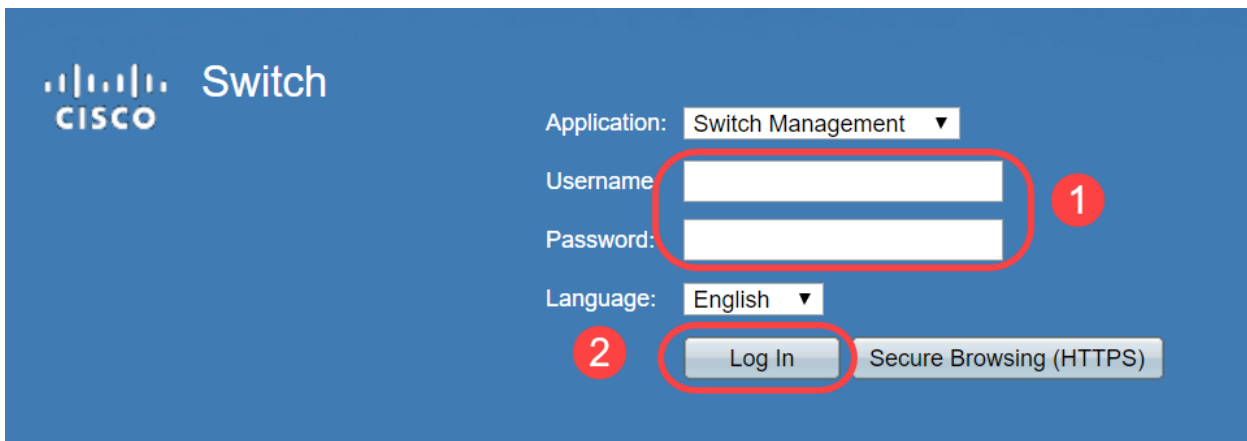 CISCO Switch
Application: Switch Management ▼
Username
1
Password:
Language: English ▼
2 Log In Secure Browsing (HTTPS)